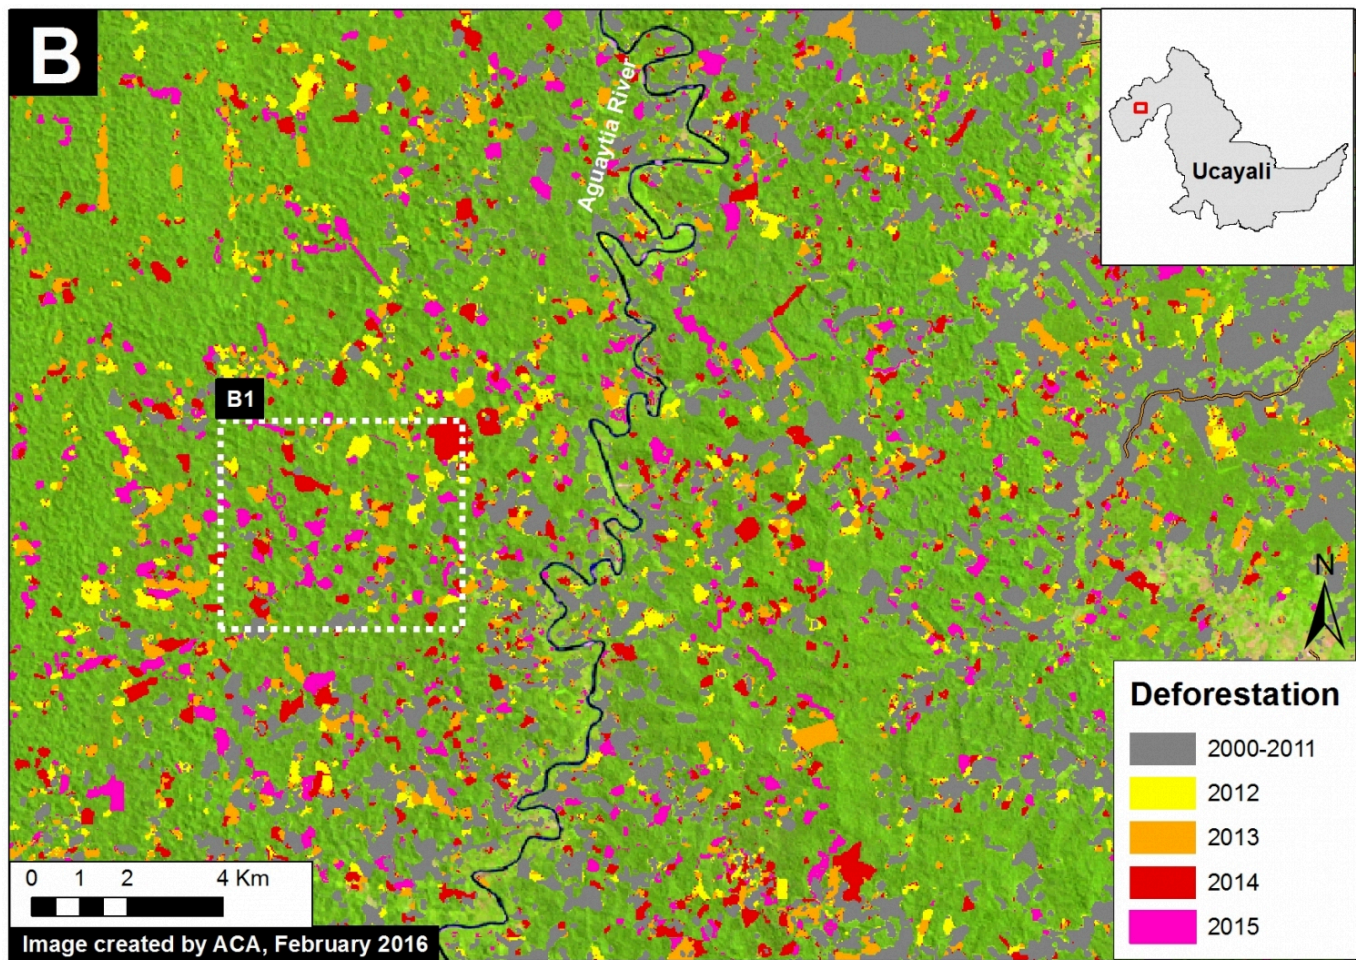 B
Aguaytia River
Ucayali
B1
N
Deforestation
2000-2011
2012
2013
2014
2015
0 1 2 4 Km
Image created by ACA, February 2016